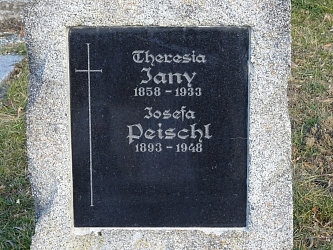 Theresia
Jany
1858 - 1933
Josefa
Peischl
1893 - 1948